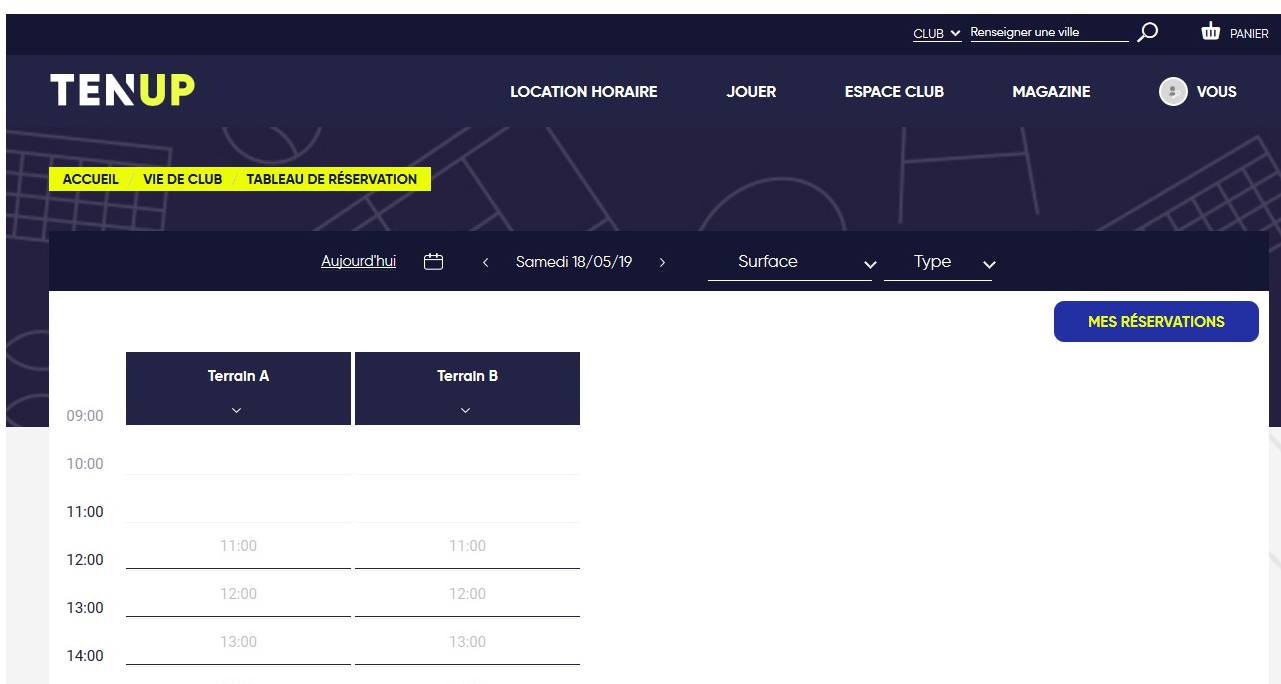 CLUB Renseigner une ville PANIER
TENUP LOCATION HORAIRE JOUER ESPACE CLUB MAGAZINE VOUS
ACCUEIL / VIE DE CLUB / TABLEAU DE RÉSERVATION
Aujourd'hui < Samedi 18/05/19 > Surface Type
MES RÉSERVATIONS
Terrain A Terrain B
09:00
10:00
11:00
11:00 11:00
12:00
12:00 12:00
13:00
13:00 13:00
14:00